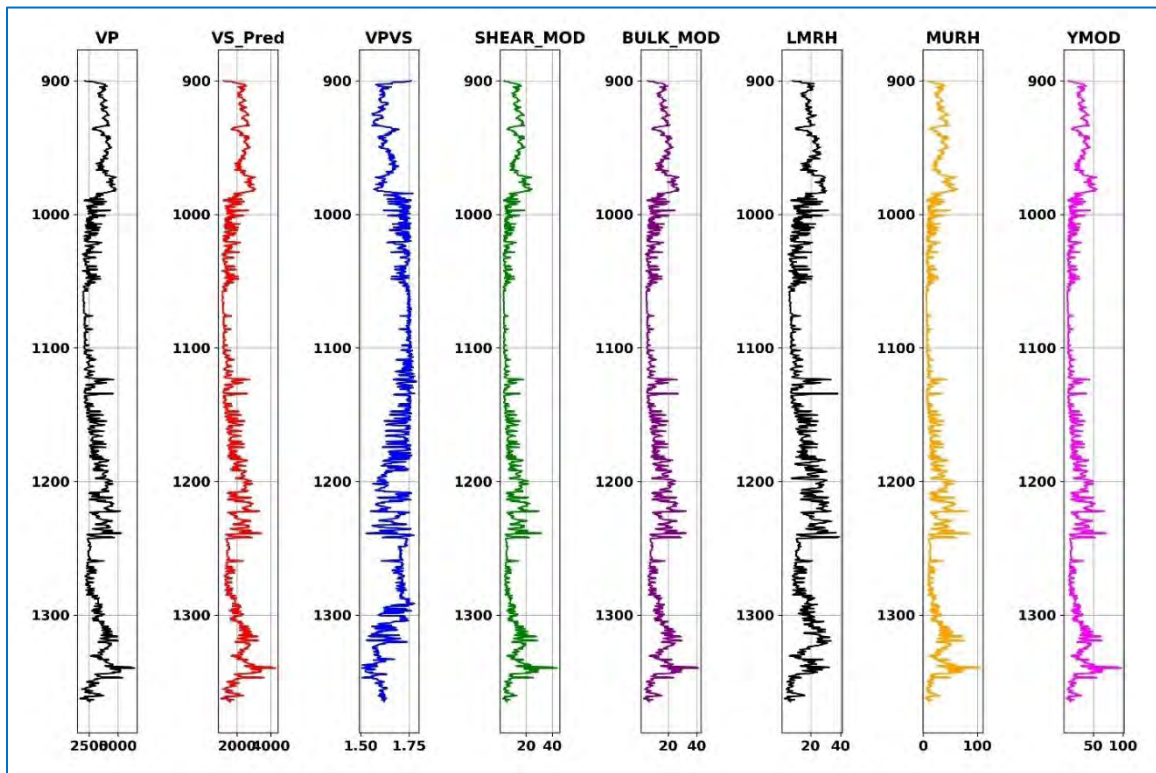 VP VS_Pred VPVS SHEAR_MOD BULK_MOD LMRH MURH YMOD
900 900 900 900 900 900 900 900
1000 1000 1000 1000 1000 1000 1000 1000
1100 1100 1100 1100 1100 1100 1100 1100
1200 1200 1200 1200 1200 1200 1200 1200
1300 1300 1300 1300 1300 1300 1300 1300
2500 5000 2000 4000 1.50 1.75 20 40 20 40 20 40 0 100 50 100